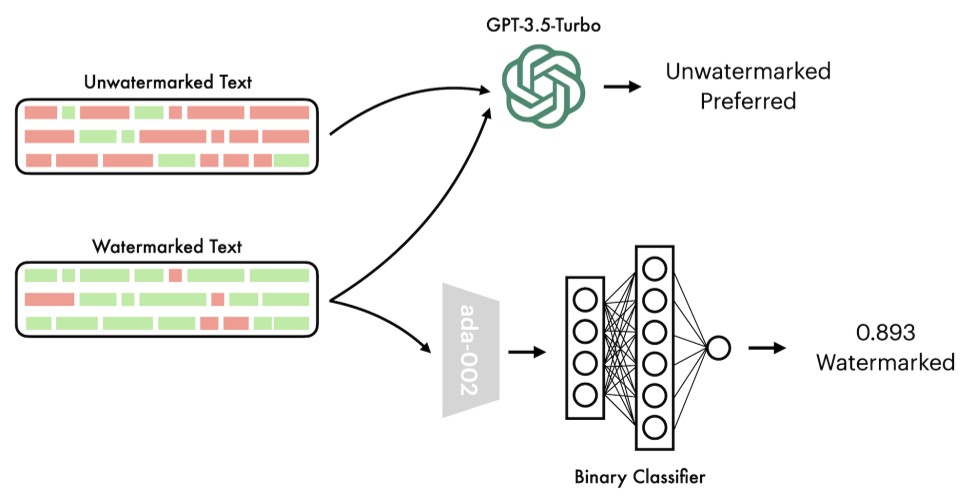 GPT-3.5-Turbo
Unwatermarked Text
Unwatermarked
Preferred
Watermarked Text
ada-002
0.893
Watermarked
Binary Classifier